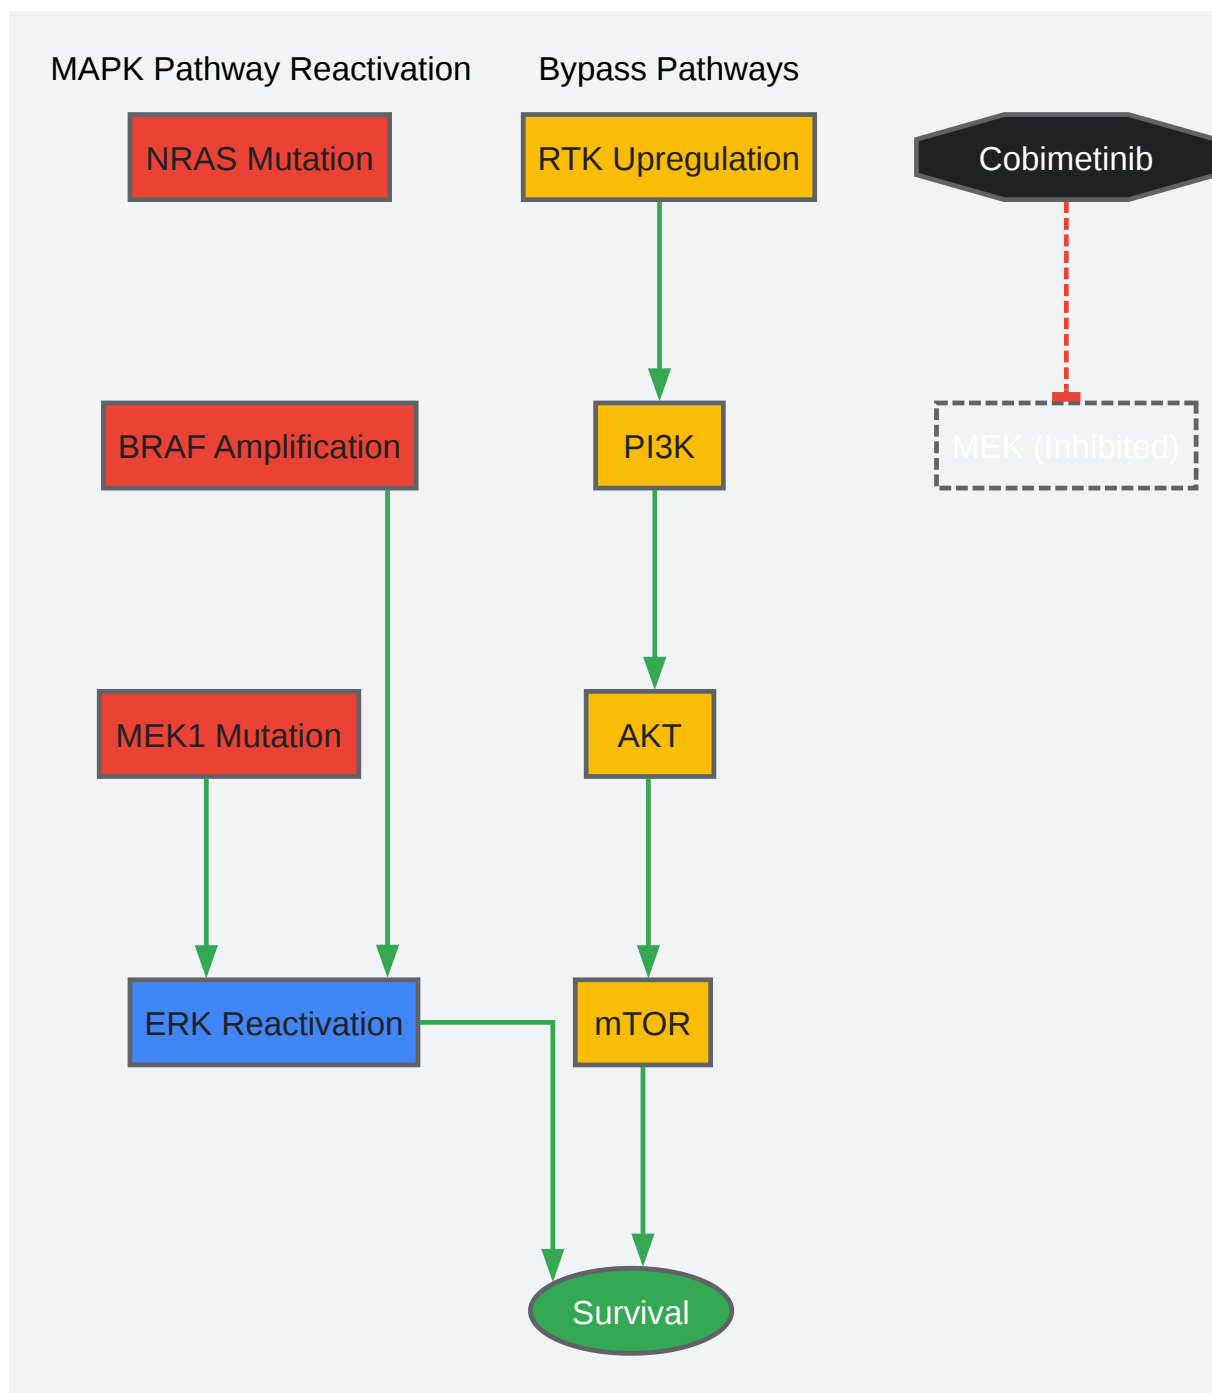 MAPK Pathway Reactivation
Bypass Pathways
NRAS Mutation
RTK Upregulation
Cobimetinib
BRAF Amplification
PI3K
MEK (Inhibited)
MEK1 Mutation
AKT
ERK Reactivation
mTOR
Survival